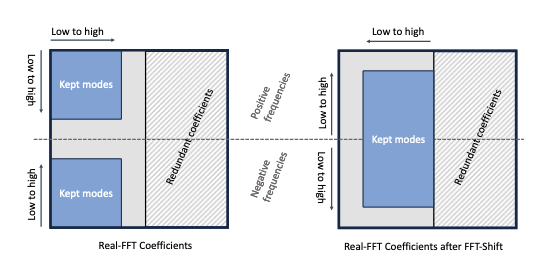 Low to high
Low to high
Kept modes
Redundant coefficients
Low to high
Kept modes
Real-FFT Coefficients
Positive
frequencies
Negative
frequencies
Low to high
Low to high
Kept modes
Redundant coefficients
Low to high
Real-FFT Coefficients after FFT-Shift